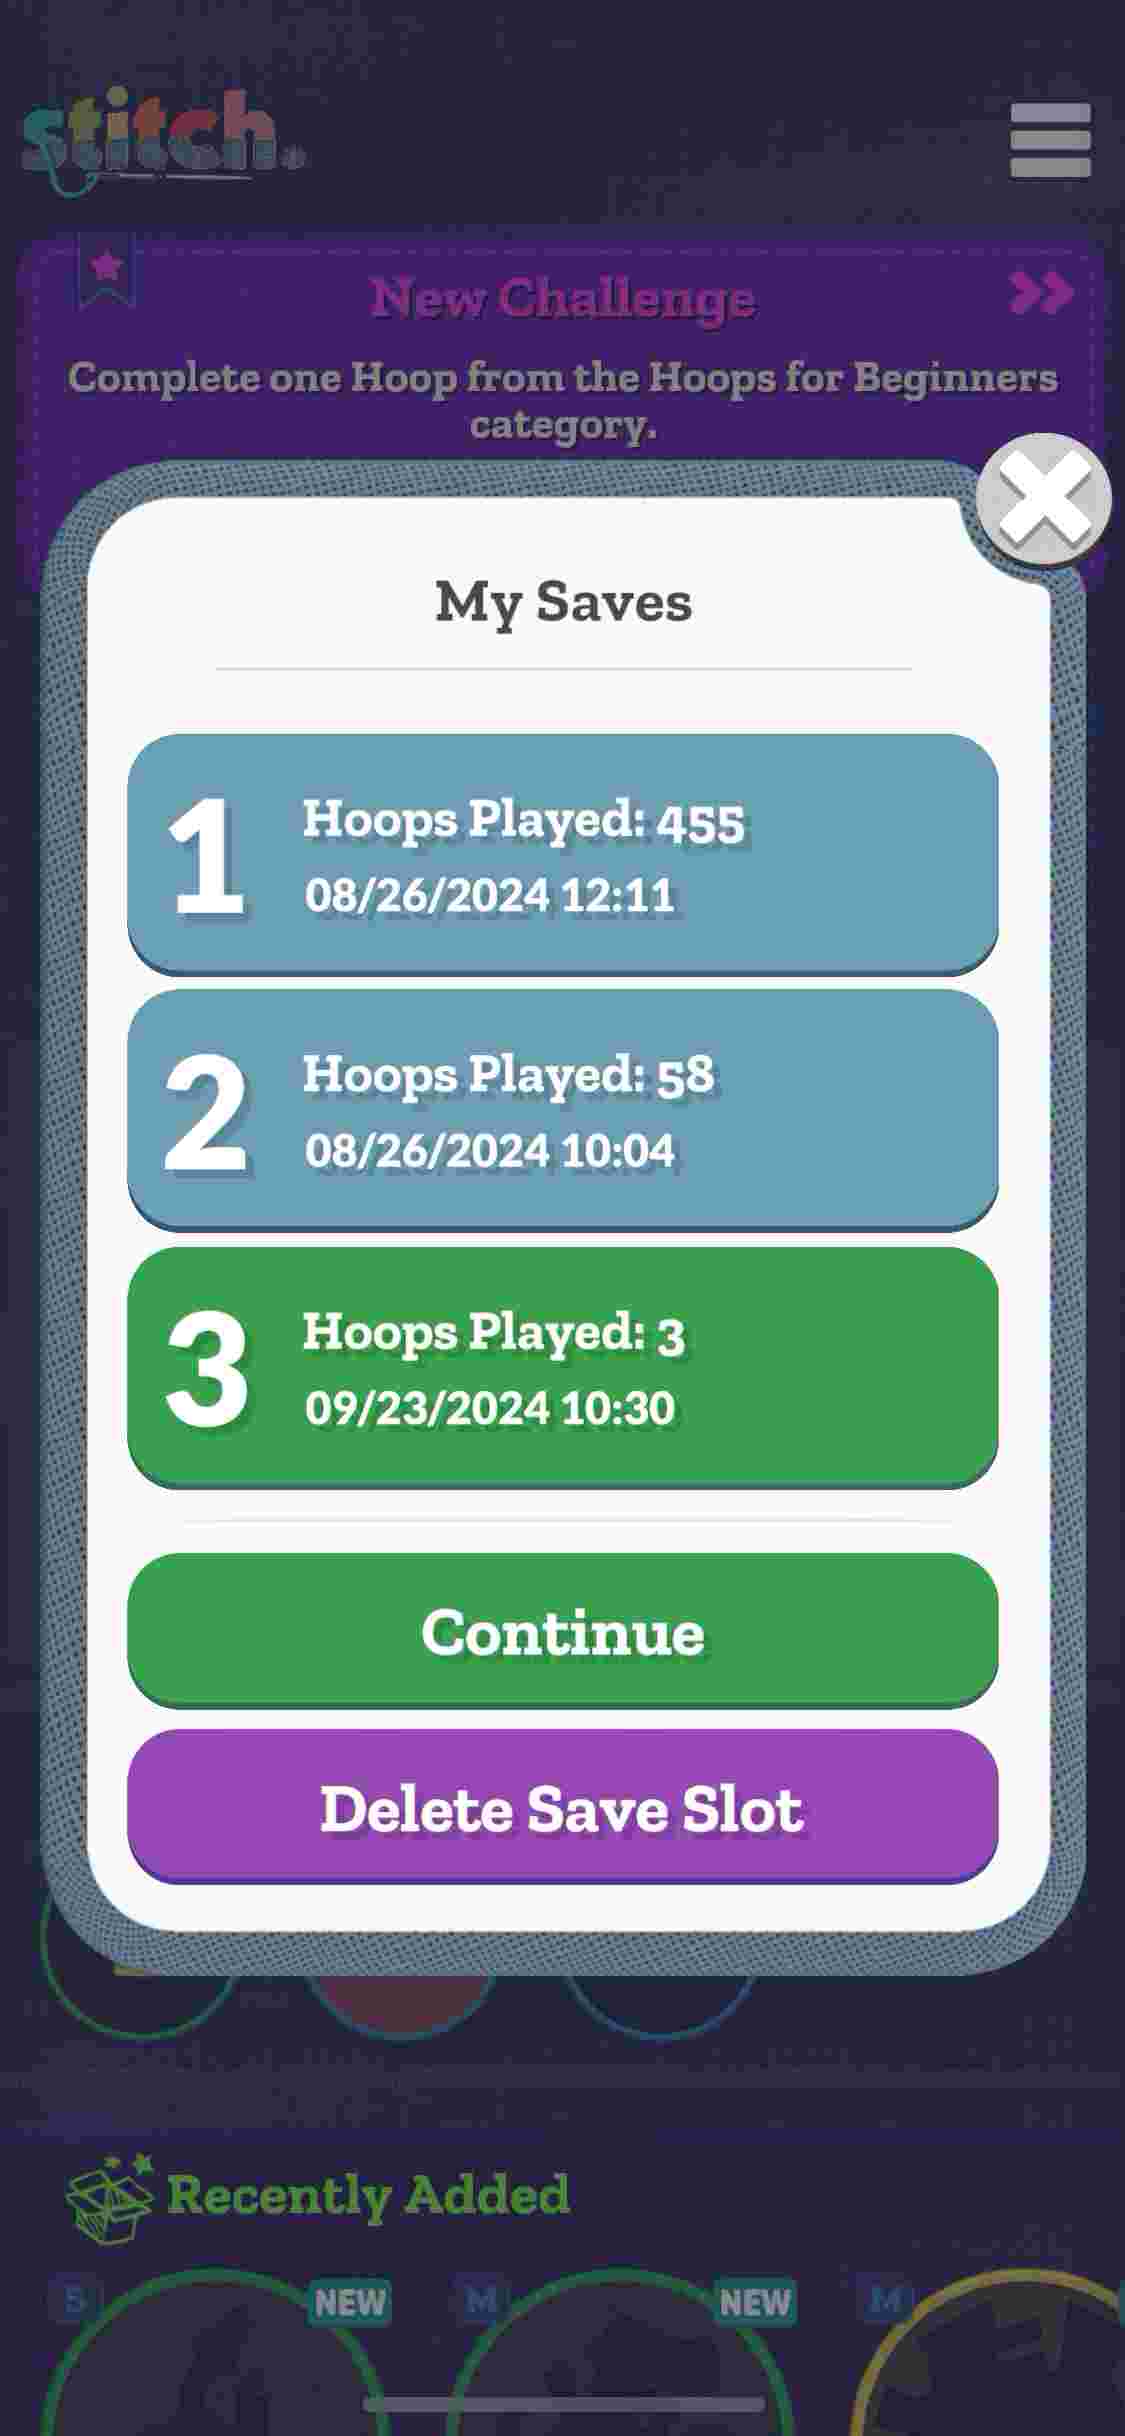 stitch.
New Challenge
Complete one Hoop from the Hoops for Beginners
category.
My Saves
1
Hoops Played: 455
08/26/2024 12:11
2
Hoops Played: 58
08/26/2024 10:04
3
Hoops Played: 3
09/23/2024 10:30
Continue
Delete Save Slot
Recently Added
S NEW M NEW M